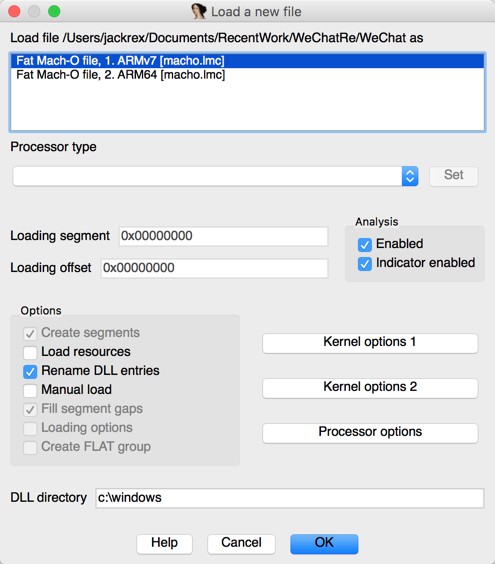 Load a new file
Load file /Users/jackrex/Documents/RecentWork/WeChatRe/WeChat as
Fat Mach-O file, 1. ARMv7 [macho.lmc]
Fat Mach-O file, 2. ARM64 [macho.lmc]
Processor type
Set
Analysis
Loading segment 0x00000000
Enabled
Loading offset 0x00000000
Indicator enabled
Options
Create segments
Load resources
Rename DLL entries
Manual load
Fill segment gaps
Loading options
Create FLAT group
Kernel options 1
Kernel options 2
Processor options
DLL directory c:\windows
Help Cancel OK